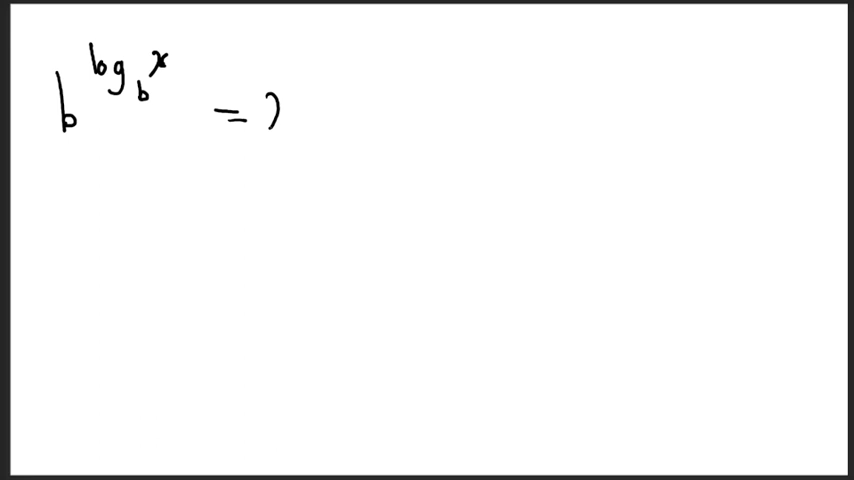 b^{log_b x} = )